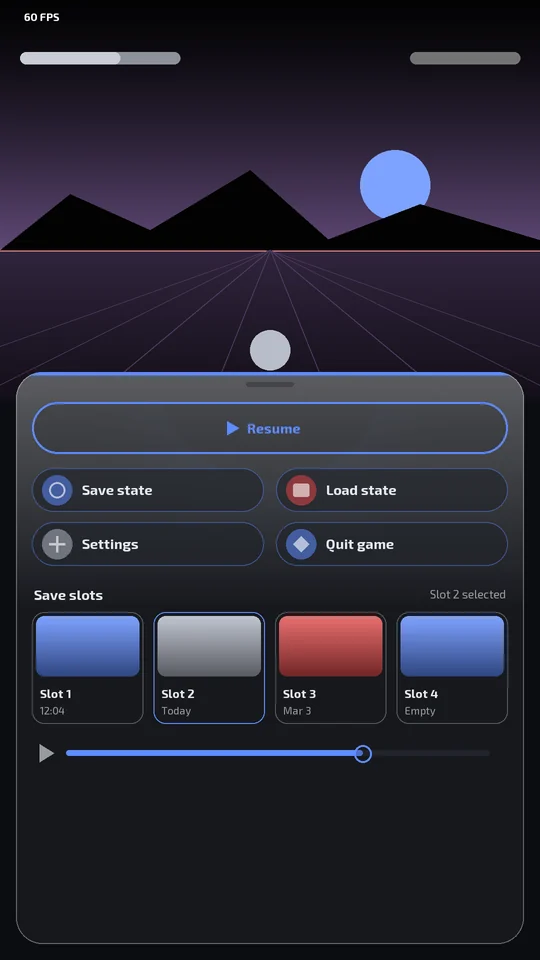 60 FPS
Resume
Save state
Load state
Settings
Quit game
Save slots
Slot 2 selected
Slot 1
12:04
Slot 2
Today
Slot 3
Mar 3
Slot 4
Empty